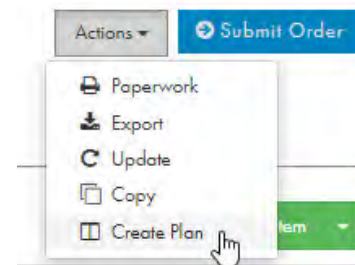 Actions
Submit Order
Paperwork
Export
Update
Copy
Create Plan